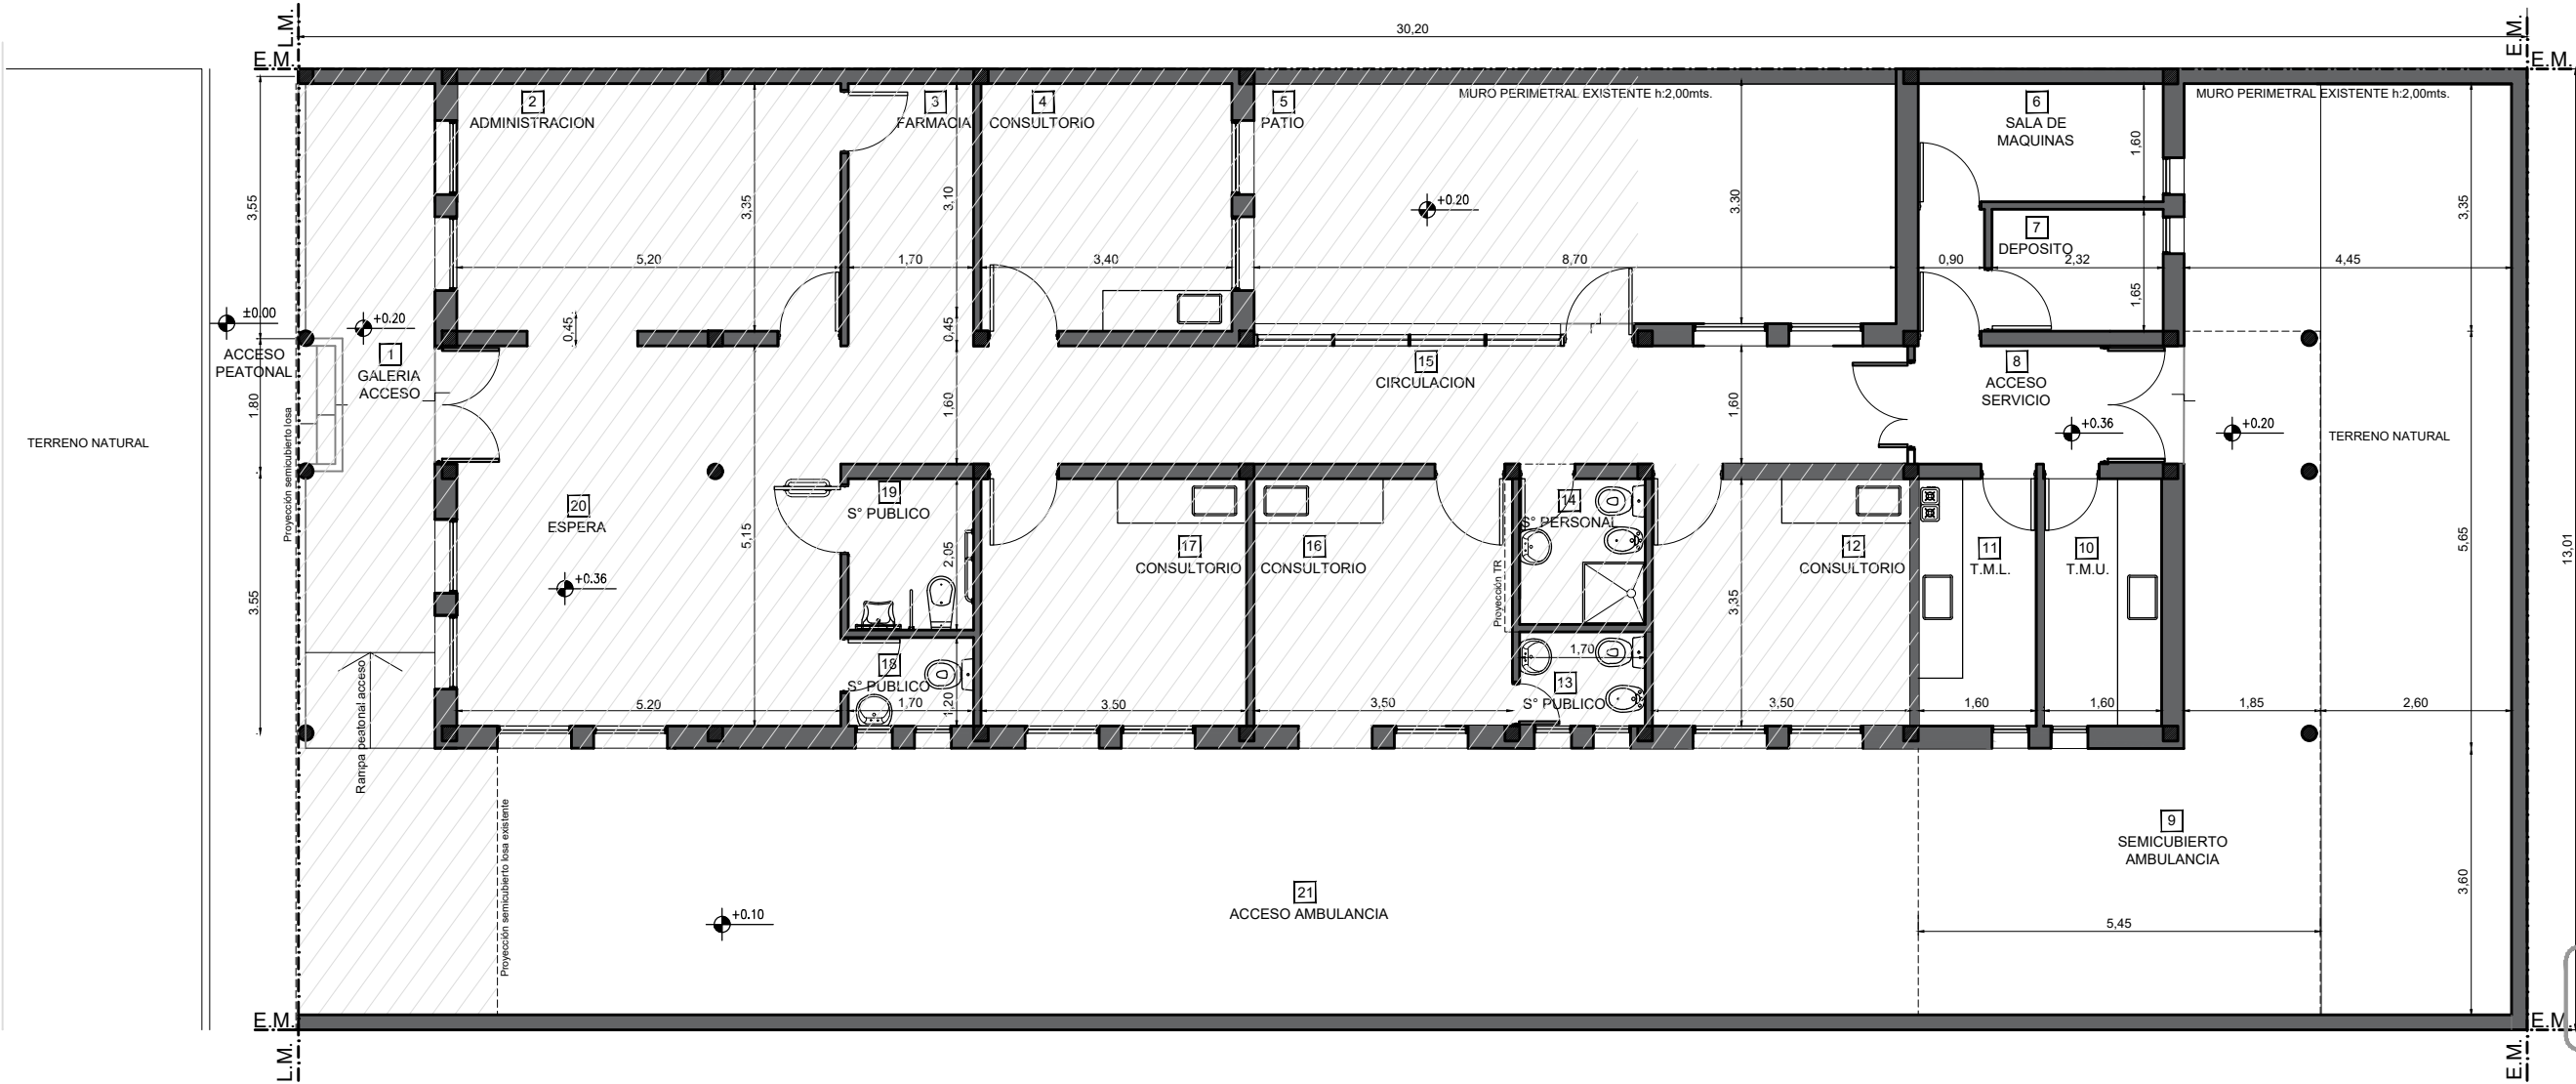 L.M.
E.M.
30,20
E.M.
E.M.
2
ADMINISTRACION
3
FARMACIA
4
CONSULTORIO
5
PATIO
MURO PERIMETRAL EXISTENTE h:2,00mts.
6
SALA DE
MAQUINAS
MURO PERIMETRAL EXISTENTE h:2,00mts.
1,60
3,55
3,35
3,10
+0.20
3.30
3,35
7
DEPOSITO
5,20
1,70
3,40
8,70
0,90
2,32
4,45
1,65
±0.00
+0.20
0,45
0.45
ACCESO
PEATONAL
1
GALERIA
ACCESO
15
CIRCULACION
8
ACCESO
SERVICIO
1.80
1,60
1,60
Proyección semicubierto losa
TERRENO NATURAL
+0.36
+0.20
TERRENO NATURAL
20
ESPERA
19
S° PUBLICO
14
S° PERSONAL
5,15
2,05
17
CONSULTORIO
16
CONSULTORIO
12
CONSULTORIO
11
T.M.L.
10
T.M.U.
5,65
13,01
+0.36
Proyección TR
3,35
3.55
18
S° PUBLICO
1,70
13
S° PUBLICO
Rampa peatonal acceso
5.20
1,70
1,20
3.50
3,50
3,50
1,60
1,60
1,85
2,60
Proyección semicubierto losa existente
9
SEMICUBIERTO
AMBULANCIA
3,60
21
ACCESO AMBULANCIA
+0.10
5,45
E.M.
E.M.
L.M.
E.M.